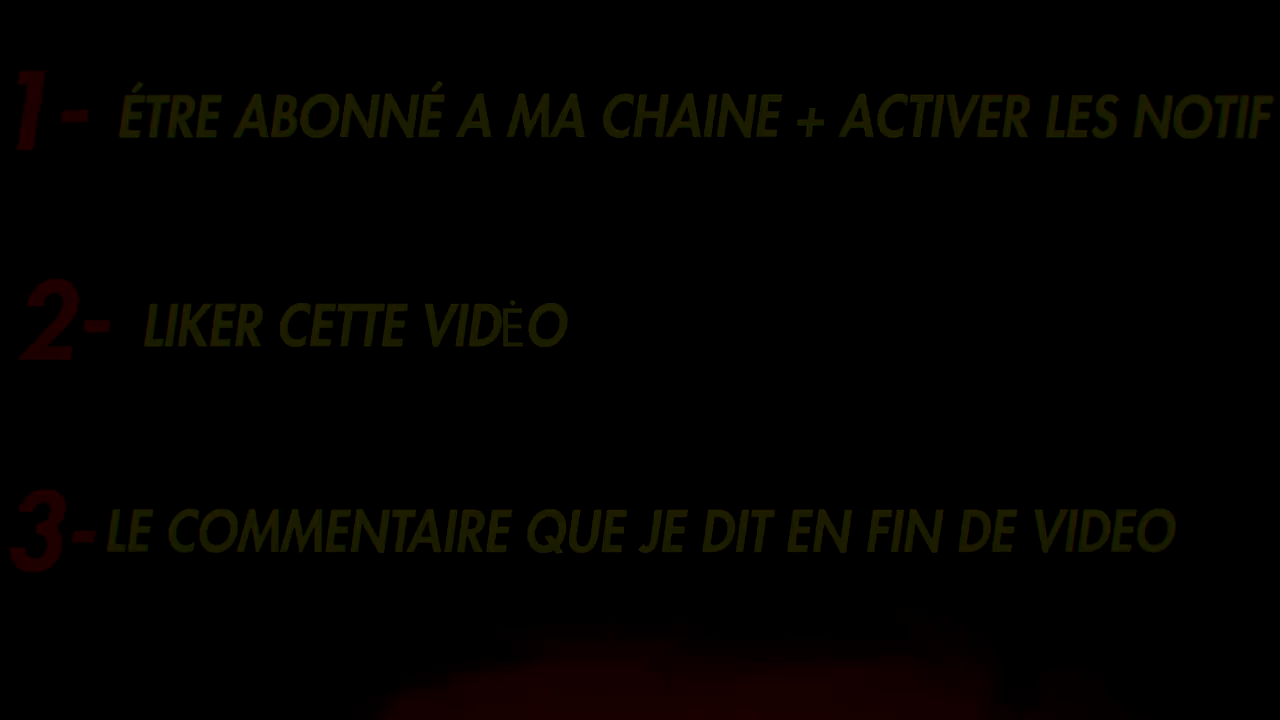 1- ÉTRE ABONNÉ A MA CHAINE + ACTIVER LES NOTIF
2- LIKER CETTE VIDĖO
3- LE COMMENTAIRE QUE JE DIT EN FIN DE VIDEO